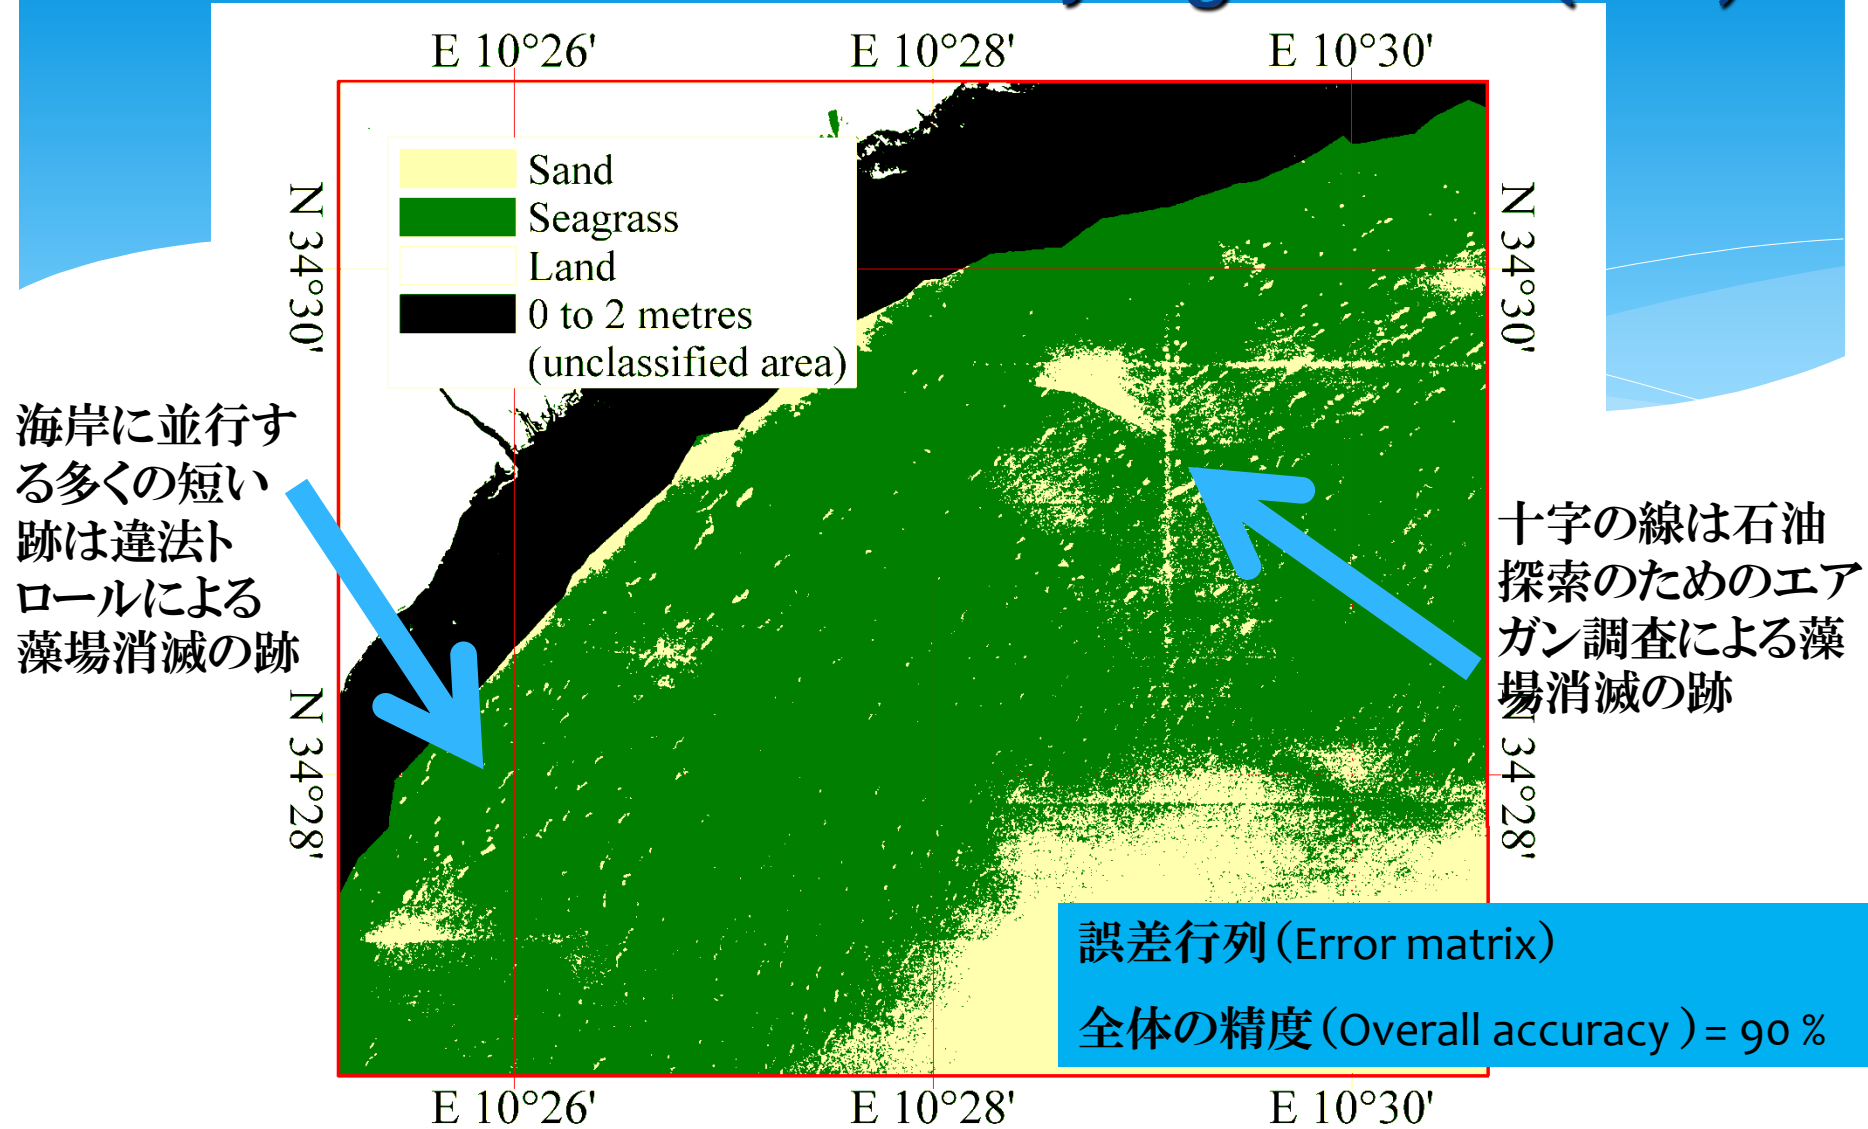 E 10°26' E 10°28' E 10°30'
Sand
Seagrass
Land
0 to 2 metres
(unclassified area)
N 34°30'
N 34°30'
海岸に並行す
る多くの短い
跡は違法ト
ロールによる
藻場消滅の跡
十字の線は石油
探索のためのエア
ガン調査による藻
場消滅の跡
N 34°28'
N 34°28'
誤差行列(Error matrix)
全体の精度(Overall accuracy )= 90 %
E 10°26' E 10°28' E 10°30'